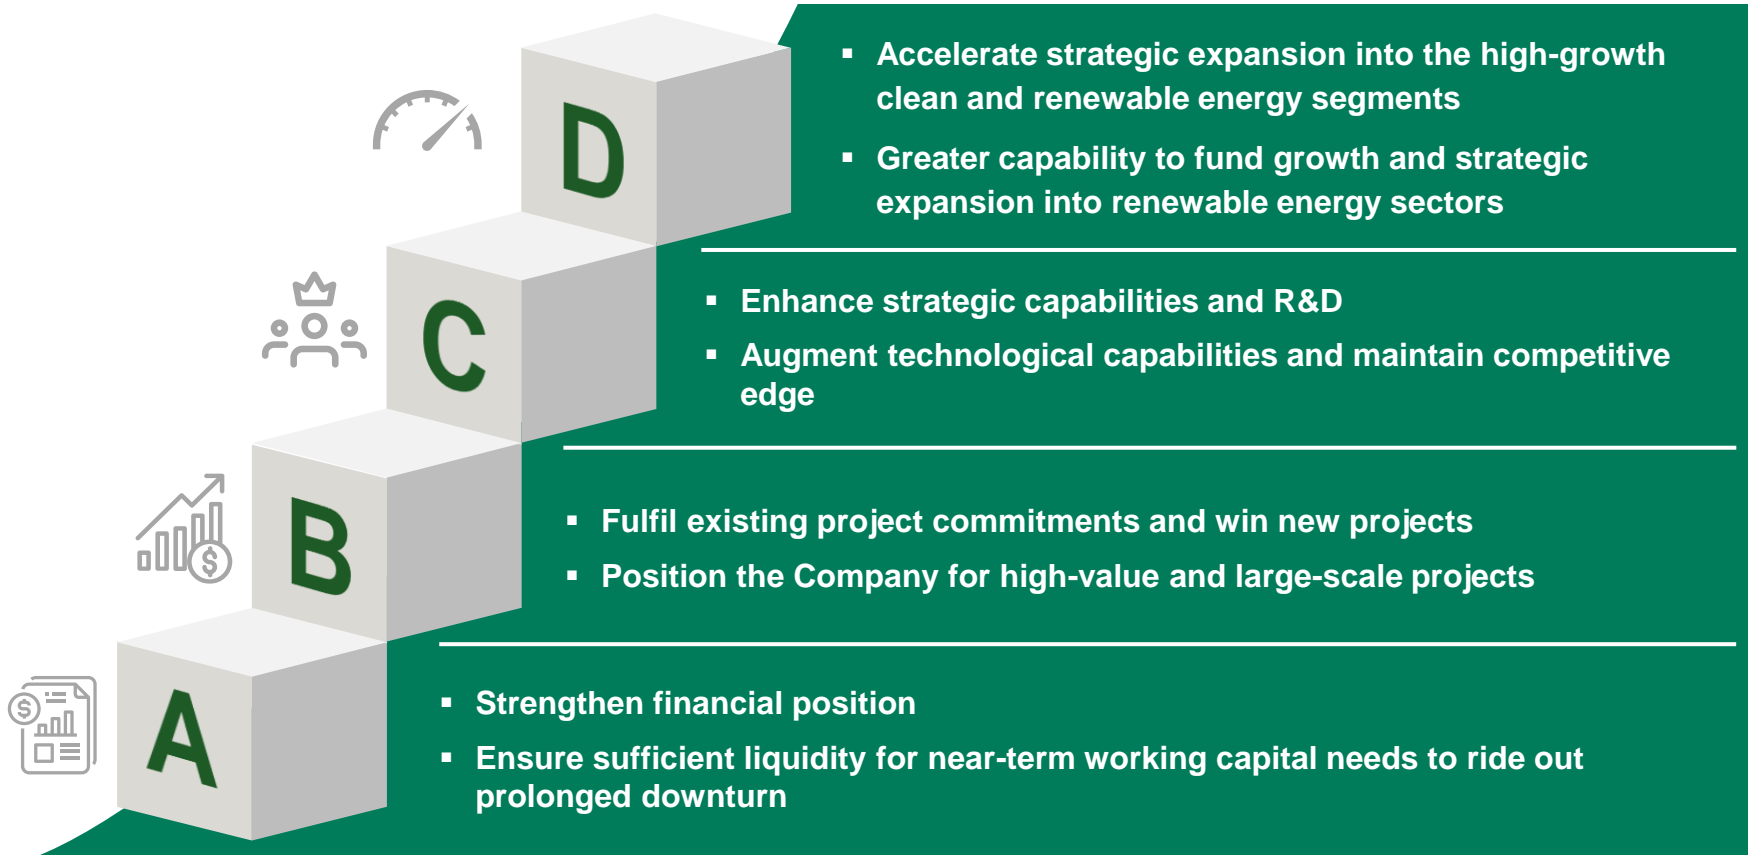 D
▪ Accelerate strategic expansion into the high-growth
clean and renewable energy segments
▪ Greater capability to fund growth and strategic
expansion into renewable energy sectors
C
▪ Enhance strategic capabilities and R&D
▪ Augment technological capabilities and maintain competitive
edge
B
$
▪ Fulfil existing project commitments and win new projects
▪ Position the Company for high-value and large-scale projects
A
$
▪ Strengthen financial position
▪ Ensure sufficient liquidity for near-term working capital needs to ride out
prolonged downturn